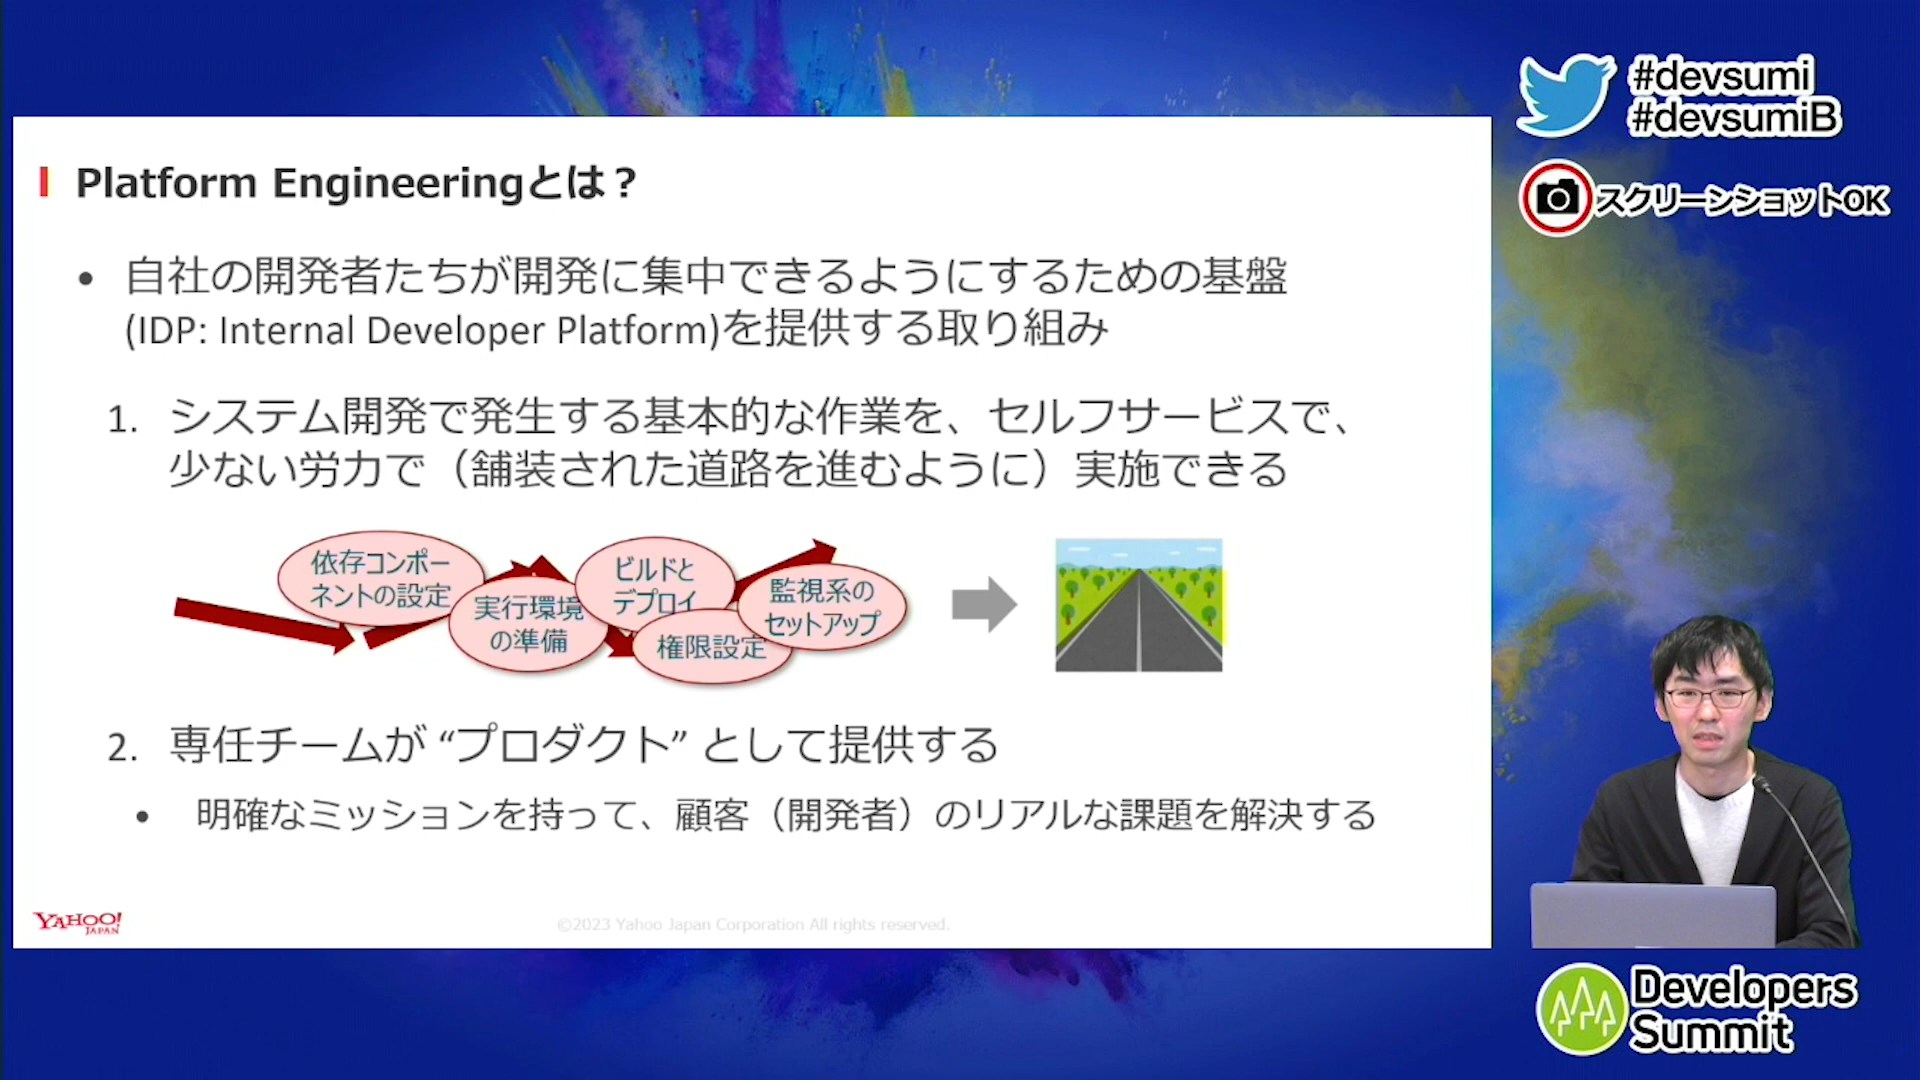 Platform Engineeringとは？
• 自社の開発者たちが開発に集中できるようにするための基盤
(IDP: Internal Developer Platform)を提供する取り組み
1. システム開発で発生する基本的な作業を、セルフサービスで、
少ない労力で（舗装された道路を進むように）実施できる
依存コンポー
ネントの設定
実行環境
の準備
ビルドと
デプロイ
権限設定
監視系の
セットアップ
2. 専任チームが “プロダクト” として提供する
• 明確なミッションを持って、顧客（開発者）のリアルな課題を解決する
YAHOO!
JAPAN
©2023 Yahoo Japan Corporation All rights reserved.
#devsumi
#devsumiB
スクリーンショットOK
Developers
Summit